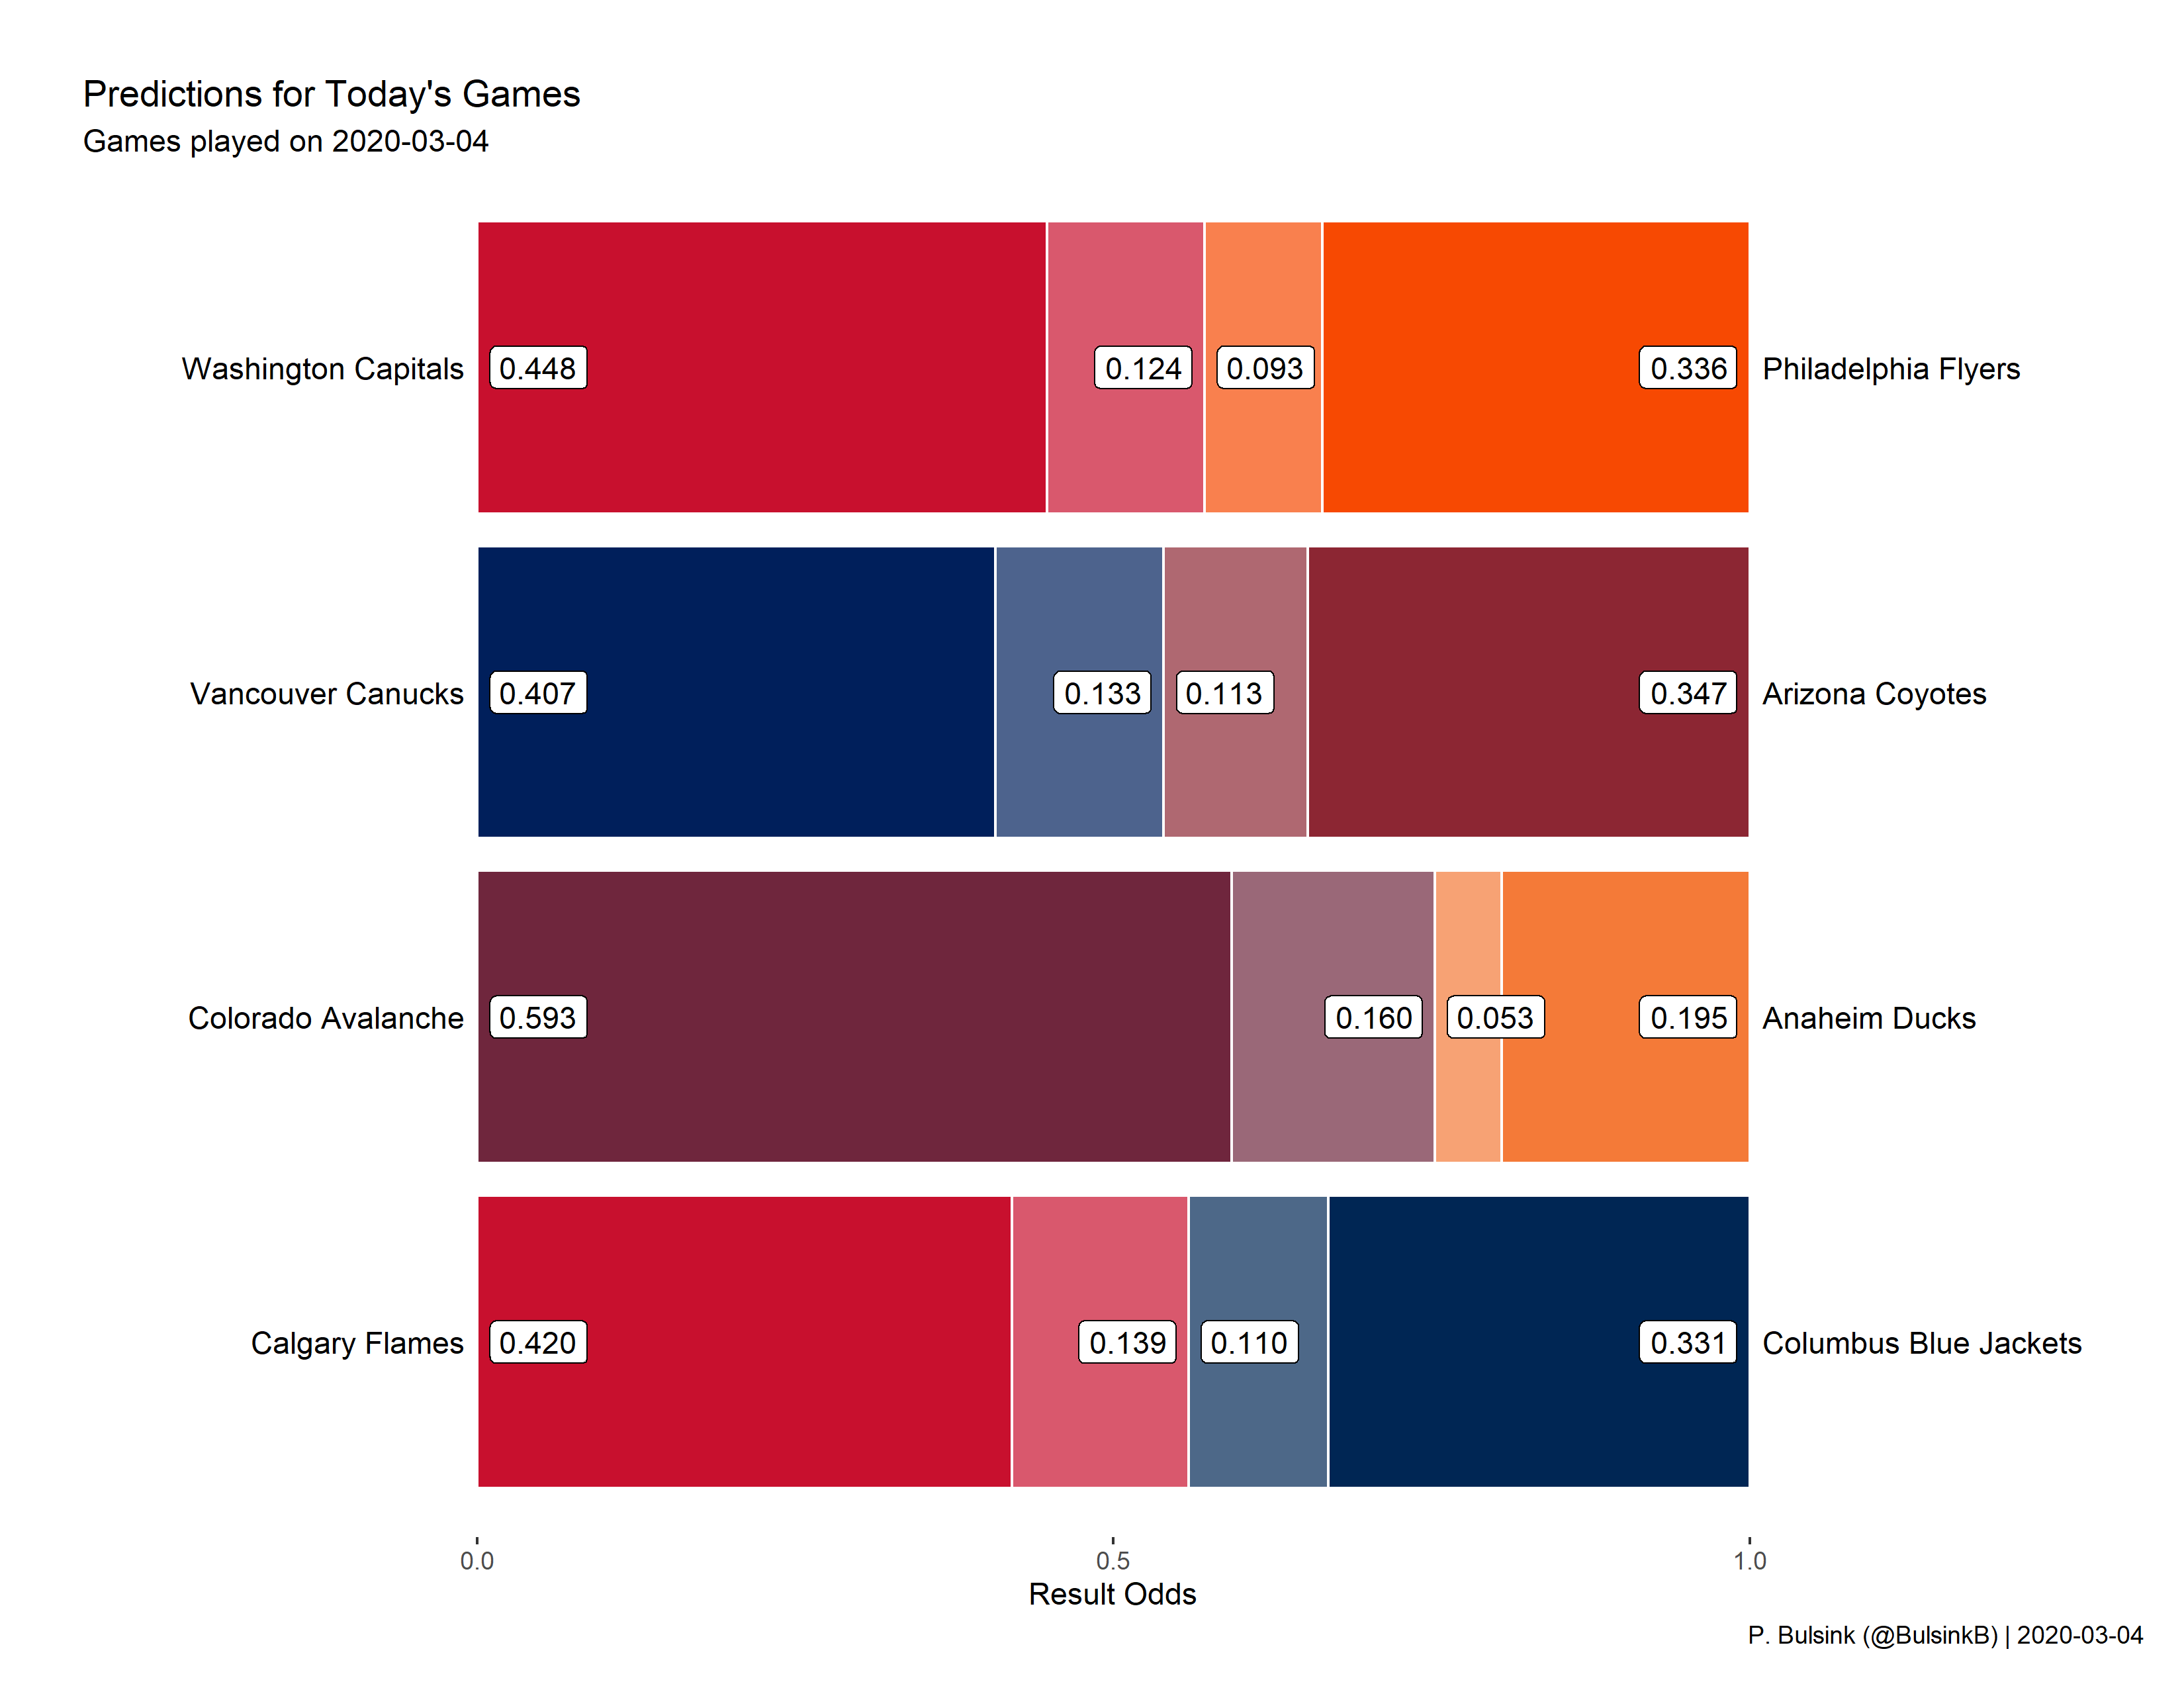 Predictions for Today's Games
Games played on 2020-03-04
Washington Capitals 0.448 0.124 0.093 0.336 Philadelphia Flyers
Vancouver Canucks 0.407 0.133 0.113 0.347 Arizona Coyotes
Colorado Avalanche 0.593 0.160 0.053 0.195 Anaheim Ducks
Calgary Flames 0.420 0.139 0.110 0.331 Columbus Blue Jackets
0.0 0.5 1.0
Result Odds
P. Bulsink (@BulsinkB) | 2020-03-04